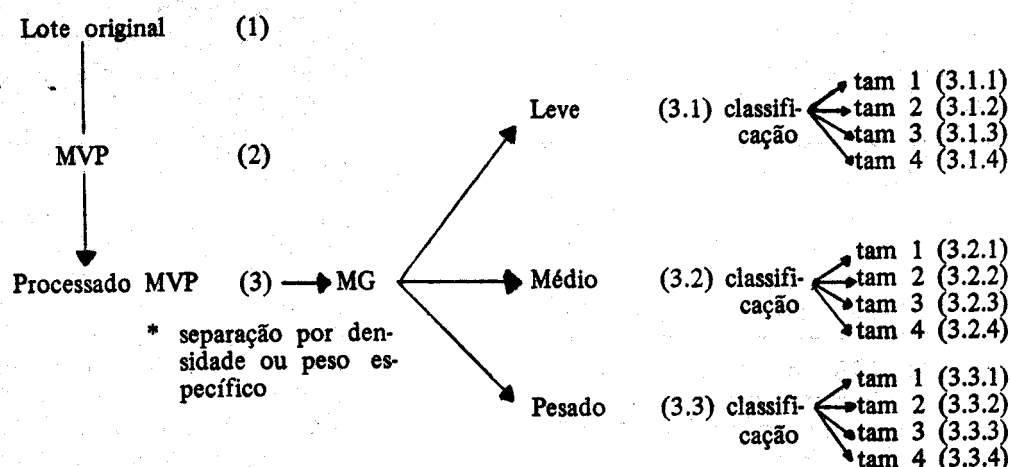 Lote original (1)
MVP (2)
Processado MVP (3) MG
* separação por den-
sidade ou peso es-
pecífico
Leve (3.1) classifi-
cação
tam 1 (3.1.1)
tam 2 (3.1.2)
tam 3 (3.1.3)
tam 4 (3.1.4)
Médio (3.2) classifi-
cação
tam 1 (3.2.1)
tam 2 (3.2.2)
tam 3 (3.2.3)
tam 4 (3.2.4)
Pesado (3.3) classifi-
cação
tam 1 (3.3.1)
tam 2 (3.3.2)
tam 3 (3.3.3)
tam 4 (3.3.4)